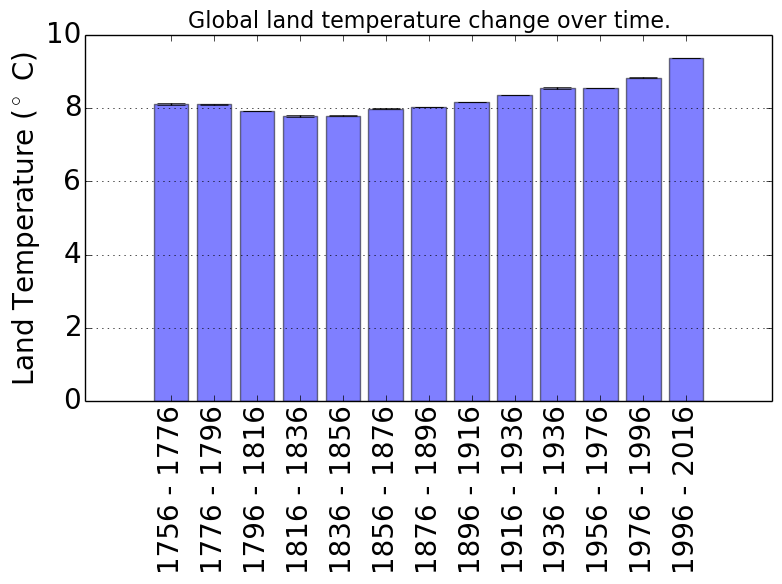 Global land temperature change over time.
Land Temperature (° C)
10
8
6
4
2
0
1756 - 1776
1776 - 1796
1796 - 1816
1816 - 1836
1836 - 1856
1856 - 1876
1876 - 1896
1896 - 1916
1916 - 1936
1936 - 1936
1956 - 1976
1976 - 1996
1996 - 2016